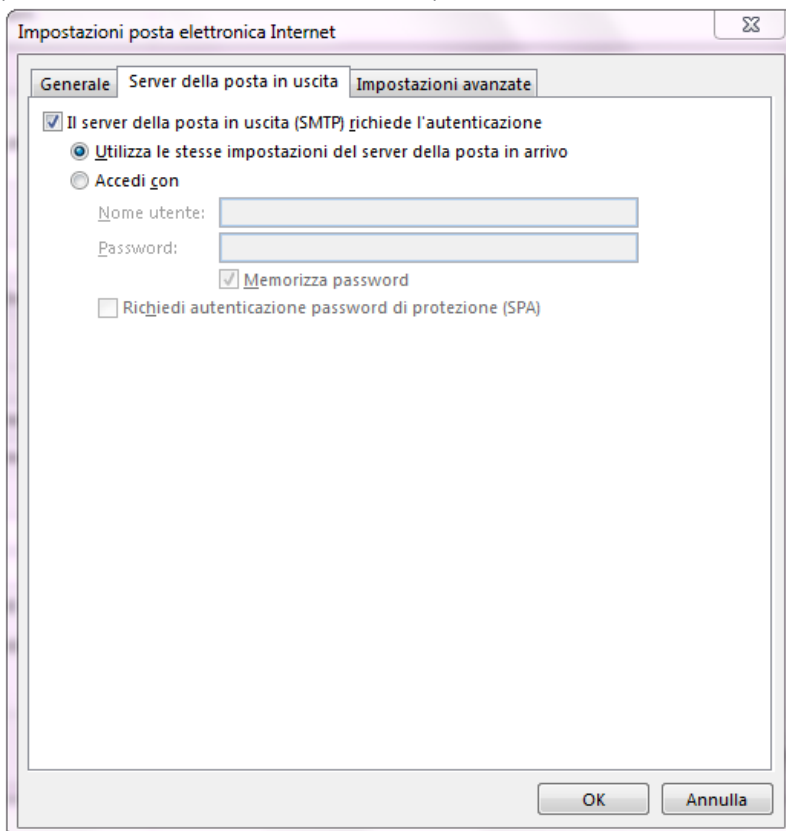 Impostazioni posta elettronica Internet
Generale Server della posta in uscita Impostazioni avanzate
Il server della posta in uscita (SMTP) richiede l'autenticazione
Utilizza le stesse impostazioni del server della posta in arrivo
Accedi con
Nome utente:
Password:
Memorizza password
Richiedi autenticazione password di protezione (SPA)
OK Annulla